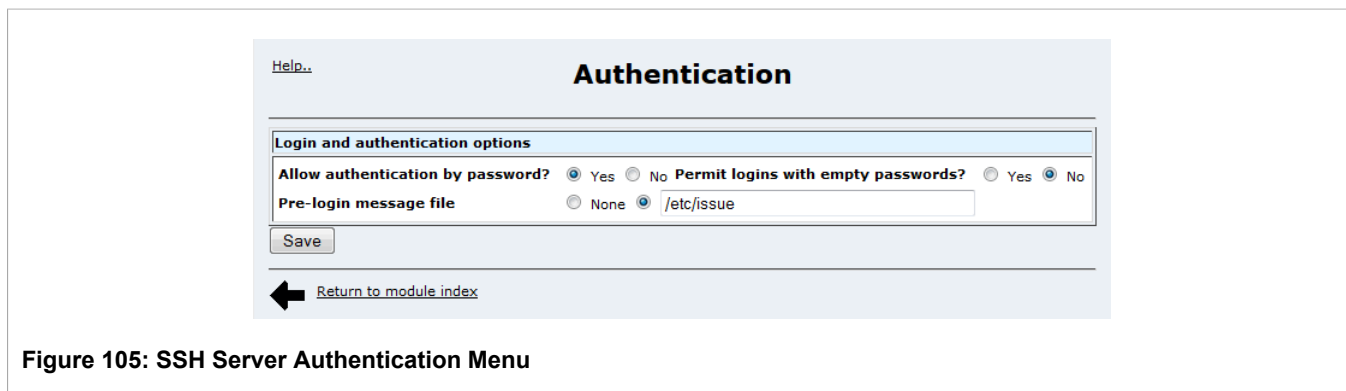 Help..
Authentication
Login and authentication options
Allow authentication by password? Yes No Permit logins with empty passwords? Yes No
Pre-login message file None /etc/issue
Save
Return to module index
Figure 105: SSH Server Authentication Menu